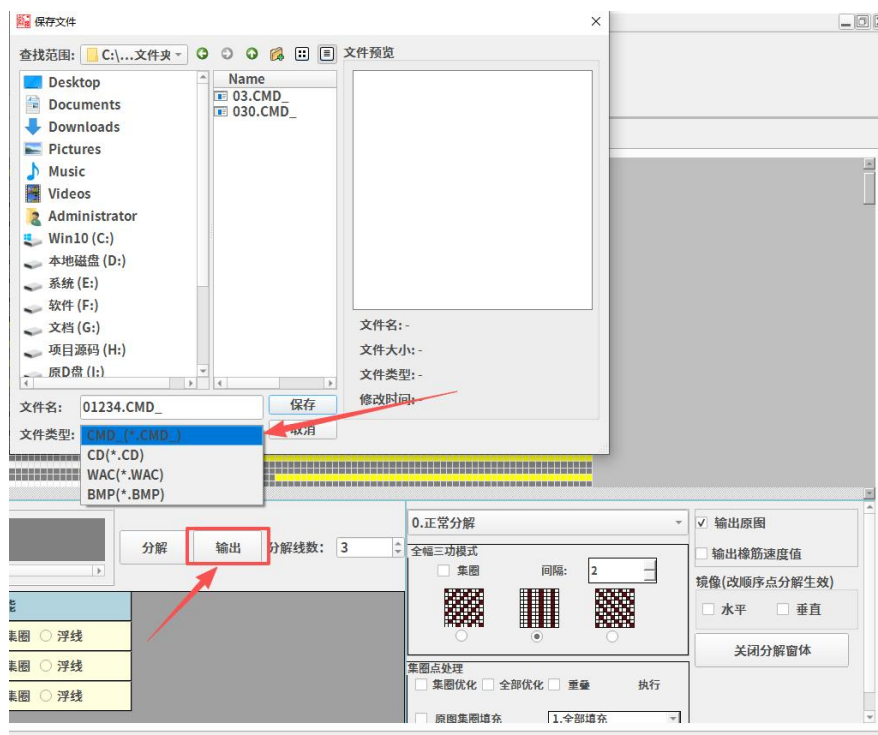 保存文件
查找范围: C:\...文件夹
文件预览
Desktop
Documents
Downloads
Pictures
Music
Videos
Administrator
Win10 (C:)
本地磁盘 (D:)
系统 (E:)
软件 (F:)
文档 (G:)
项目源码 (H:)
原D盘 (I:)
Name
03.CMD_
030.CMD_
文件名: -
文件大小: -
文件类型: -
修改时间: -
文件名: 01234.CMD_ 保存
文件类型: CMD_(*.CMD_) 取消
CD(*.CD)
WAC(*.WAC)
BMP(*.BMP)
分解 输出 分解线数: 3
集圈 浮线
集圈 浮线
集圈 浮线
0.正常分解
全幅三功模式
集圈 间隔: 2
集圈点处理
集圈优化 全部优化 重叠 执行
原图集圈填充 1.全部填充
输出原图
输出橡筋速度值
镜像(改顺序点分解生效)
水平 垂直
关闭分解窗体